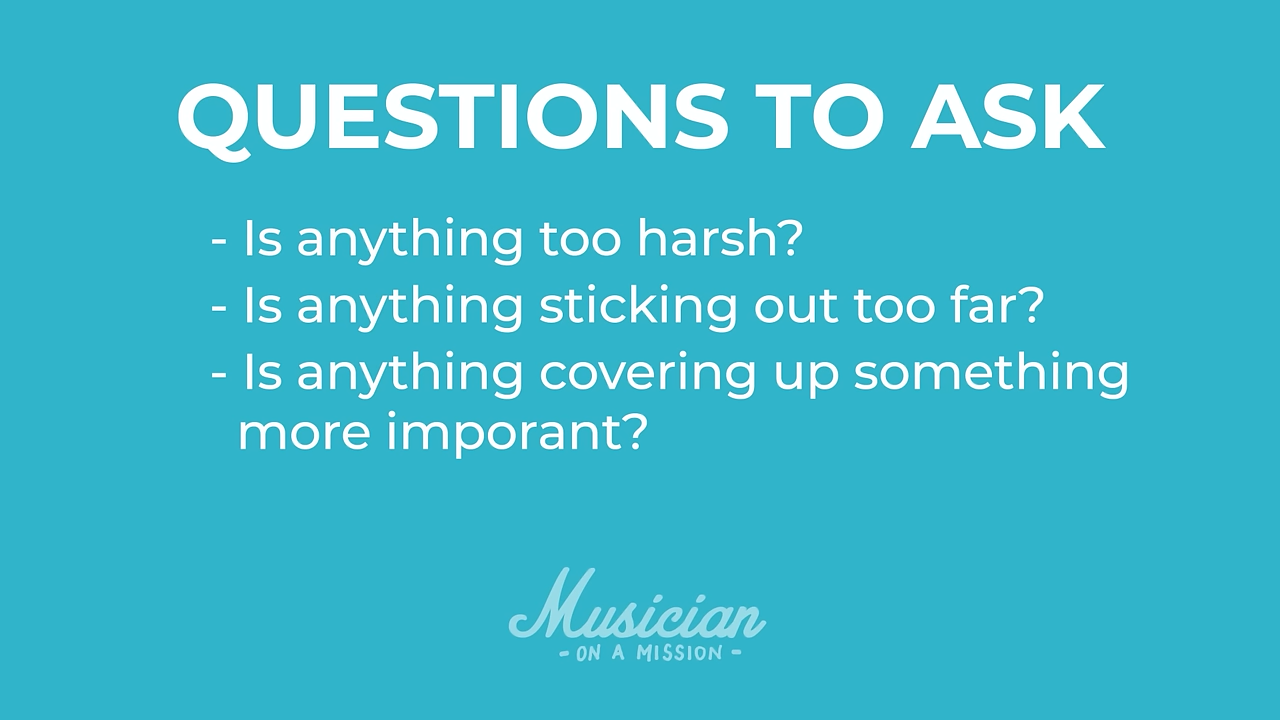 QUESTIONS TO ASK
- Is anything too harsh?
- Is anything sticking out too far?
- Is anything covering up something
more imporant?
Musician
- ON A MISSION -